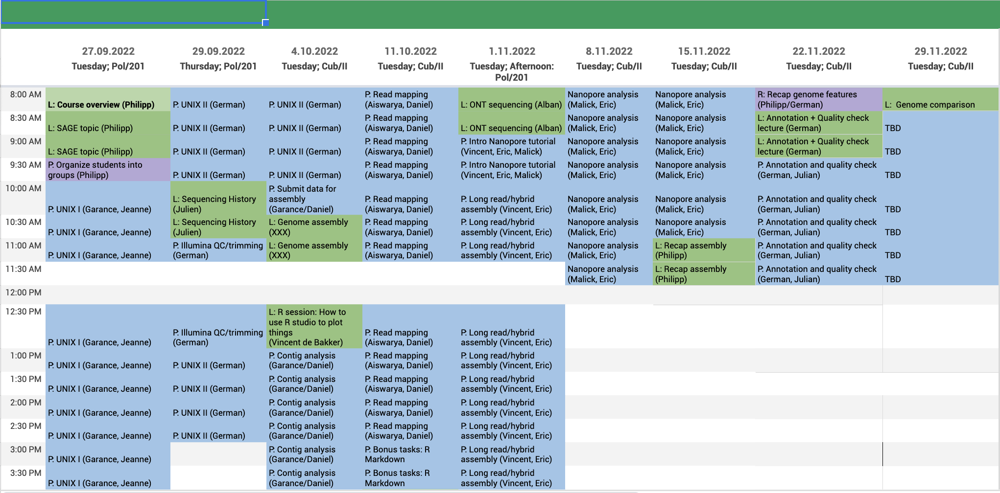 27.09.2022 29.09.2022 4.10.2022 11.10.2022 1.11.2022 8.11.2022 15.11.2022 22.11.2022 29.11.2022
Tuesday; Pol/201 Thursday; Pol/201 Tuesday; Cub/II Tuesday; Cub/II Tuesday; Afternoon: Tuesday; Cub/II Tuesday; Cub/II Tuesday; Cub/II Tuesday; Cub/II
Pol/201
8:00 AM P: Read mapping Nanopore analysis Nanopore analysis R: Recap genome features
L: Course overview (Philipp) P: UNIX II (German) P: UNIX II (German) (Aiswarya, Daniel) L: ONT sequencing (Alban) (Malick, Eric) (Malick, Eric) (Philipp/German) L: Genome comparison
8:30 AM P: Read mapping Nanopore analysis Nanopore analysis L: Annotation + Quality check
L: SAGE topic (Philipp) P: UNIX II (German) P: UNIX II (German) (Aiswarya, Daniel) L: ONT sequencing (Alban) (Malick, Eric) (Malick, Eric) lecture (German) TBD
9:00 AM P: Read mapping P: Intro Nanopore tutorial Nanopore analysis Nanopore analysis L: Annotation + Quality check
L: SAGE topic (Philipp) P: UNIX II (German) P: UNIX II (German) (Aiswarya, Daniel) (Vincent, Eric, Malick) (Malick, Eric) (Malick, Eric) lecture (German) TBD
9:30 AM P: Organize students into P: Read mapping P: Intro Nanopore tutorial Nanopore analysis Nanopore analysis P: Annotation and quality check
groups (Philipp) P: UNIX II (German) P: UNIX II (German) (Aiswarya, Daniel) (Vincent, Eric, Malick) (Malick, Eric) (Malick, Eric) (German, Julian) TBD
10:00 AM P: Submit data for
L: Sequencing History assembly P: Read mapping P: Long read/hybrid Nanopore analysis Nanopore analysis P: Annotation and quality check
P: UNIX I (Garance, Jeanne) (Julien) (Garance/Daniel) (Aiswarya, Daniel) assembly (Vincent, Eric) (Malick, Eric) (Malick, Eric) (German, Julian) TBD
10:30 AM L: Sequencing History L: Genome assembly P: Read mapping P: Long read/hybrid Nanopore analysis Nanopore analysis P: Annotation and quality check
P: UNIX I (Garance, Jeanne) (Julien) (XXX) (Aiswarya, Daniel) assembly (Vincent, Eric) (Malick, Eric) (Malick, Eric) (German, Julian) TBD
11:00 AM P: Illumina QC/trimming L: Genome assembly P: Read mapping P: Long read/hybrid Nanopore analysis L: Recap assembly P: Annotation and quality check
P: UNIX I (Garance, Jeanne) (German) (XXX) (Aiswarya, Daniel) assembly (Vincent, Eric) (Malick, Eric) (Philipp) (German, Julian) TBD
11:30 AM Nanopore analysis L: Recap assembly P: Annotation and quality check
(Malick, Eric) (Philipp) (German, Julian) TBD
12:00 PM
12:30 PM L: R session: How to
use R studio to plot
P: Illumina QC/trimming things P: Read mapping P: Long read/hybrid
P: UNIX I (Garance, Jeanne) (German) (Vincent de Bakker) (Aiswarya, Daniel) assembly (Vincent, Eric)
1:00 PM P: Contig analysis P: Read mapping P: Long read/hybrid
P: UNIX I (Garance, Jeanne) P: UNIX II (German) (Garance/Daniel) (Aiswarya, Daniel) assembly (Vincent, Eric)
1:30 PM P: Contig analysis P: Read mapping P: Long read/hybrid
P: UNIX I (Garance, Jeanne) P: UNIX II (German) (Garance/Daniel) (Aiswarya, Daniel) assembly (Vincent, Eric)
2:00 PM P: Contig analysis P: Read mapping P: Long read/hybrid
P: UNIX I (Garance, Jeanne) P: UNIX II (German) (Garance/Daniel) (Aiswarya, Daniel) assembly (Vincent, Eric)
2:30 PM P: Contig analysis P: Read mapping P: Long read/hybrid
P: UNIX I (Garance, Jeanne) P: UNIX II (German) (Garance/Daniel) (Aiswarya, Daniel) assembly (Vincent, Eric)
3:00 PM P: Contig analysis P: Bonus tasks: R P: Long read/hybrid
P: UNIX I (Garance, Jeanne) (Garance/Daniel) Markdown assembly (Vincent, Eric)
3:30 PM P: Contig analysis P: Bonus tasks: R P: Long read/hybrid
P: UNIX I (Garance, Jeanne) (Garance/Daniel) Markdown assembly (Vincent, Eric)